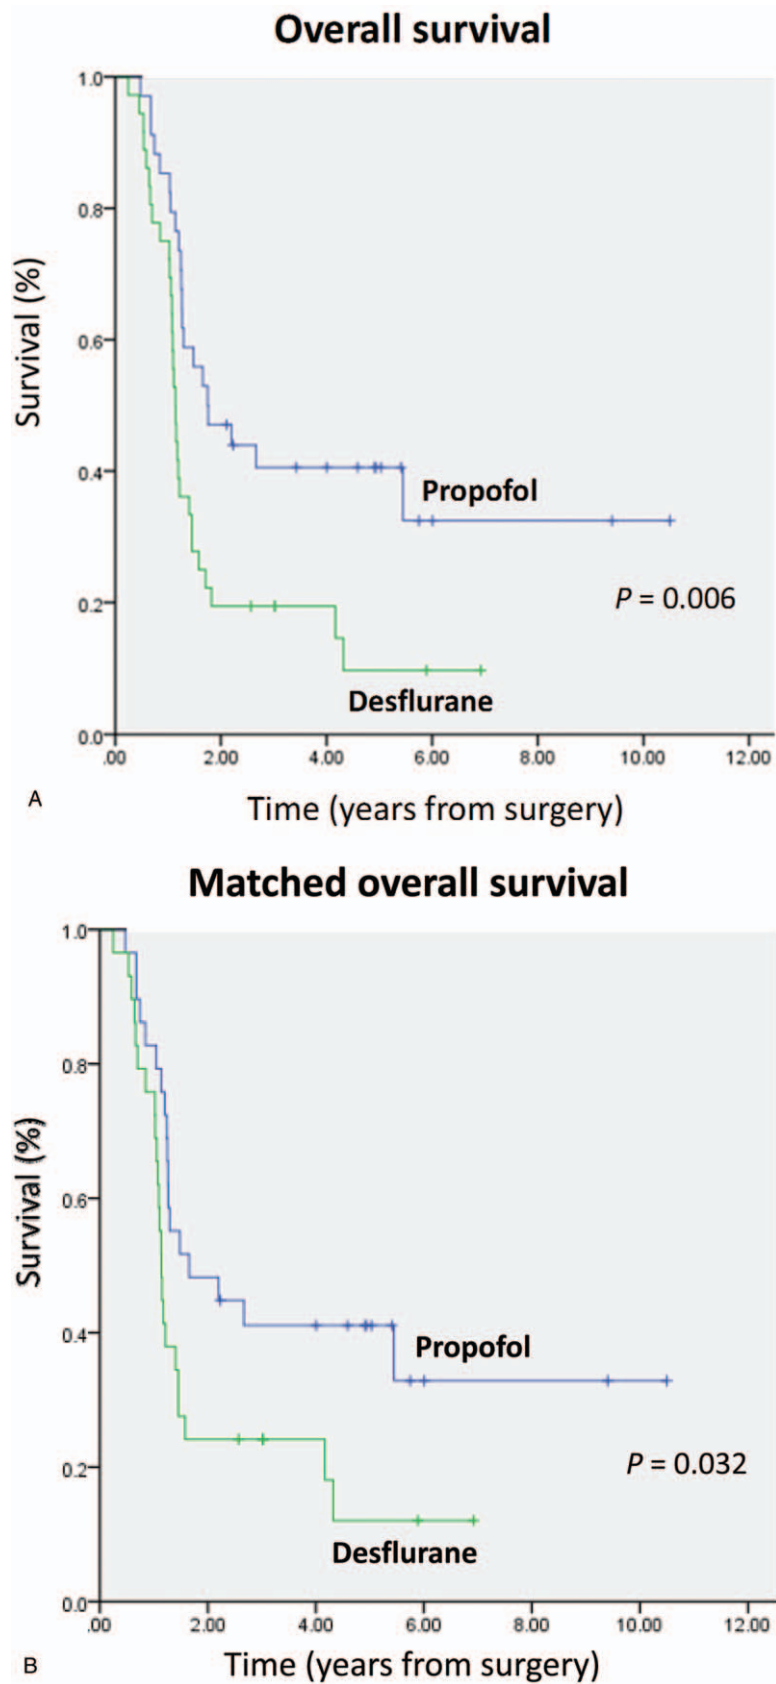 Overall survival
1.0
0.8
0.6
0.4
0.2
0.0
Survival (%)
Propofol
P = 0.006
Desflurane
.00 2.00 4.00 6.00 8.00 10.00 12.00
A
Time (years from surgery)
Matched overall survival
1.0
0.8
0.6
0.4
0.2
0.0
Survival (%)
Propofol
P = 0.032
Desflurane
.00 2.00 4.00 6.00 8.00 10.00 12.00
B
Time (years from surgery)